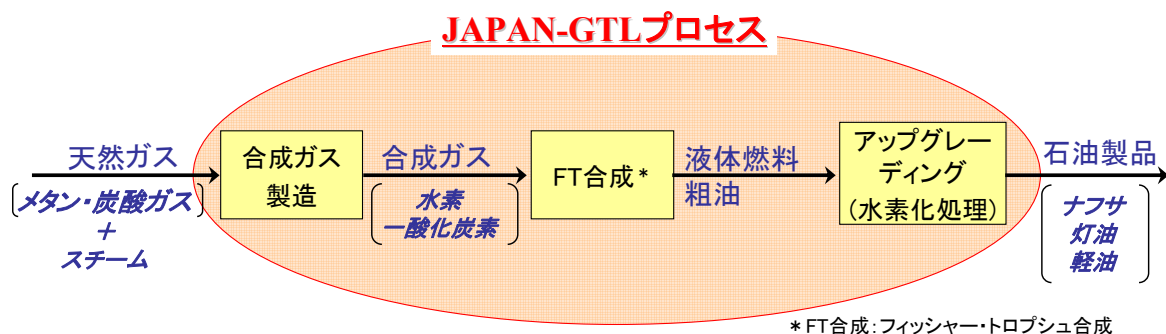 JAPAN-GTLプロセス
天然ガス
[メタン・炭酸ガス]
+
スチーム
合成ガス
製造
合成ガス
水素
一酸化炭素
FT合成*
液体燃料
粗油
アップグレー
ディング
(水素化処理)
石油製品
ナフサ
灯油
軽油
*FT合成:フィッシャー・トロプシュ合成